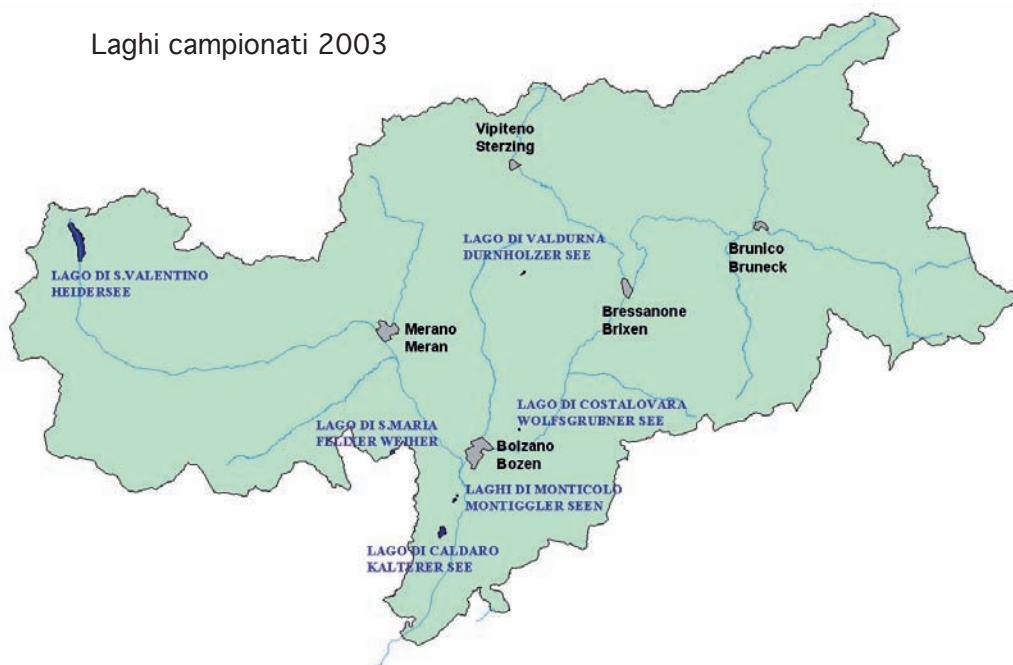 Laghi campionati 2003
Vipiteno
Sterzing
LAGO DI VALDURNA
DURNHOLZER SEE
Brunico
Bruneck
LAGO DI S.VALENTINO
HEIDERSEE
Bressanone
Brixen
Merano
Meran
LAGO DI COSTALOVARA
WOLFSGRUBNER SEE
LAGO DI S.MARIA
FELIXER WEIHER
Bolzano
Bozen
LAGHI DI MONTICOLO
MONTIGGLER SEEN
LAGO DI CALDARO
KALTERER SEE